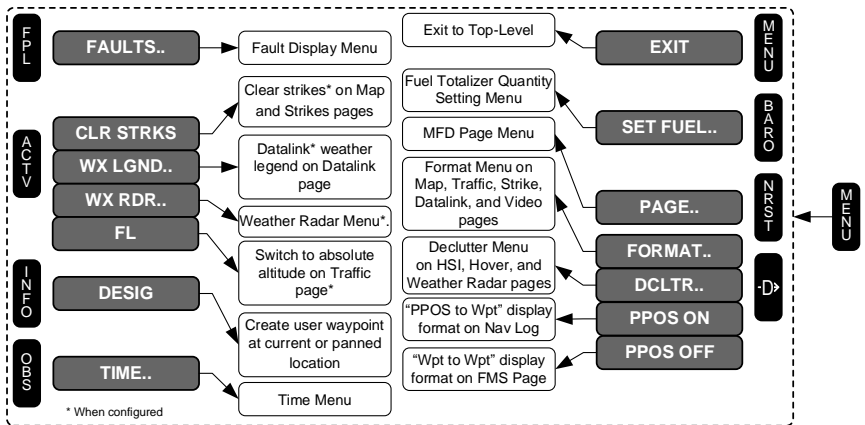 FPL
FAULTS..
Fault Display Menu
Exit to Top-Level
EXIT
MENU
Clear strikes* on Map
and Strikes pages
Fuel Totalizer Quantity
Setting Menu
SET FUEL..
BARO
ACTV
CLR STRKS
WX LGND..
WX RDR..
FL
Datalink* weather
legend on Datalink
page
Weather Radar Menu*.
Switch to absolute
altitude on Traffic
page*
MFD Page Menu
Format Menu on
Map, Traffic, Strike,
Datalink, and Video
pages
PAGE..
NRST
MENU
FORMAT..
DCLTR..
PPOS ON
PPOS OFF
-D>
Declutter Menu
on HSI, Hover, and
Weather Radar pages
"PPOS to Wpt" display
format on Nav Log
"Wpt to Wpt" display
format on FMS Page
INFO
DESIG
Create user waypoint
at current or panned
location
OBS
TIME..
Time Menu
* When configured